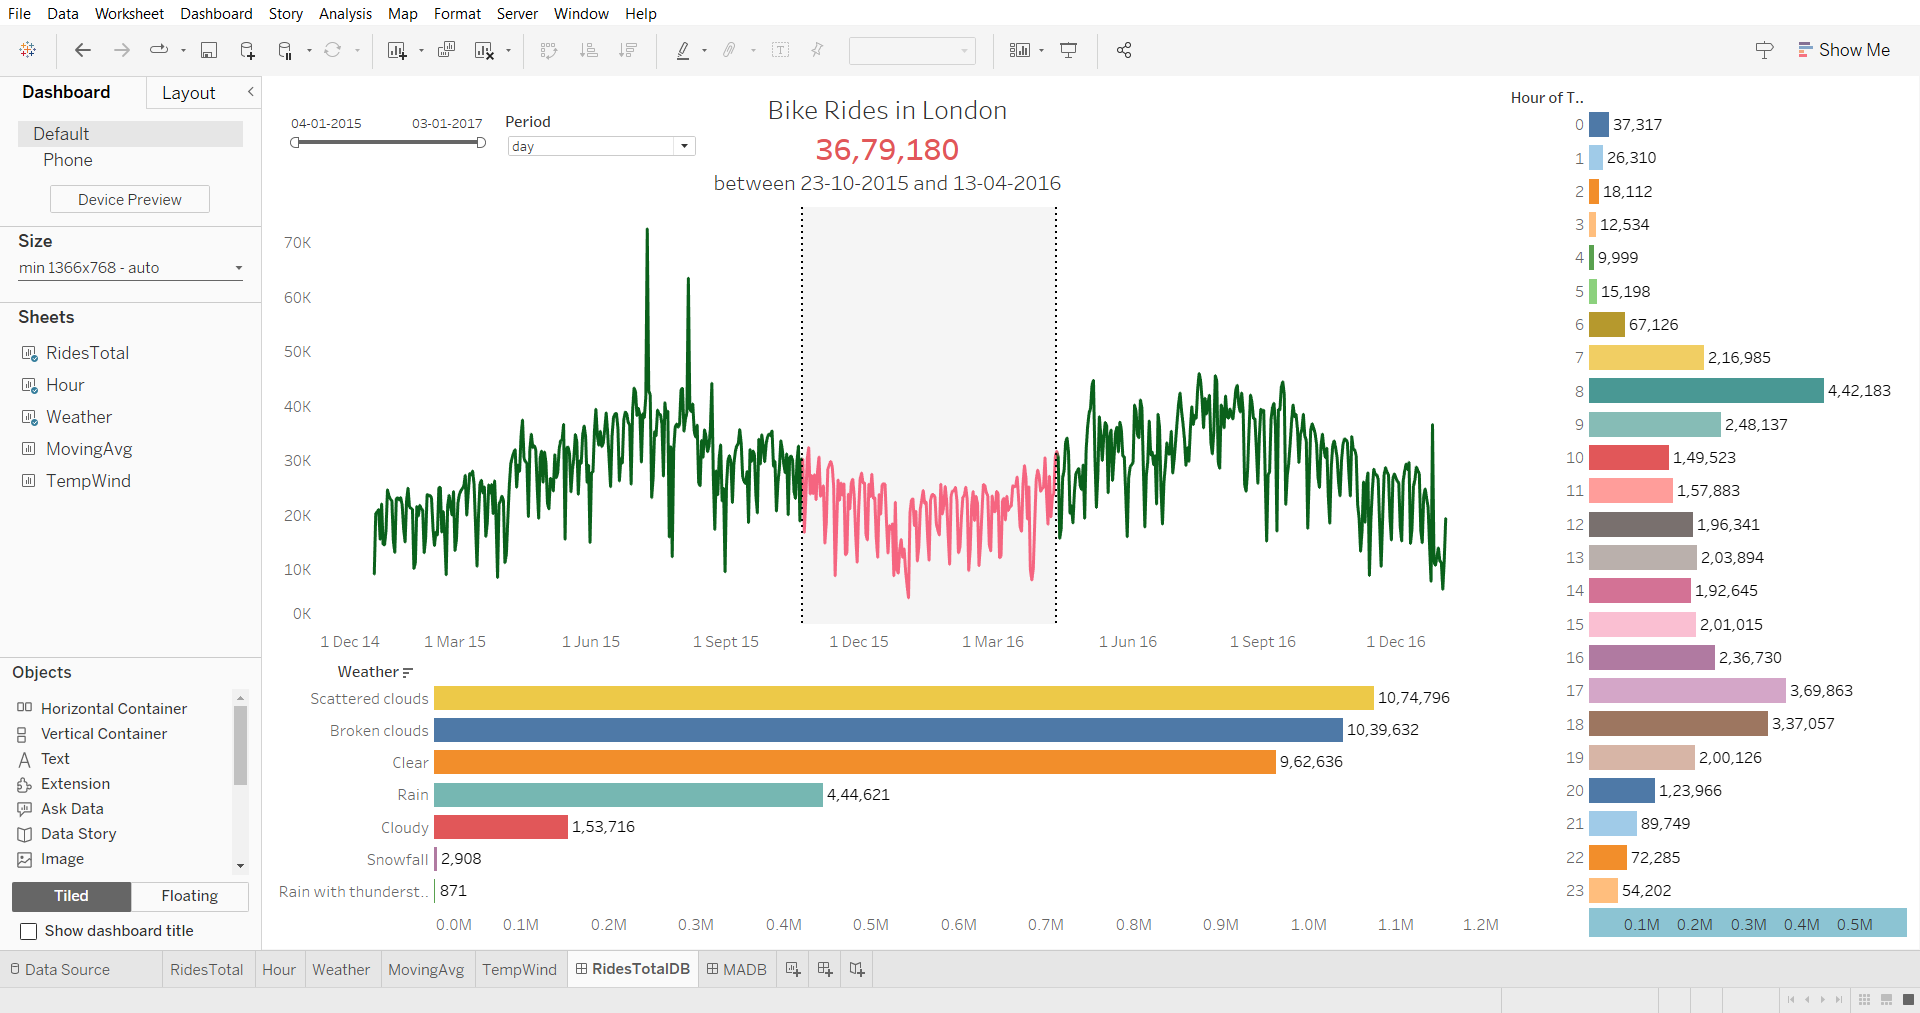 File Data Worksheet Dashboard Story Analysis Map Format Server Window Help
Show Me
Dashboard Layout
Default
Phone
Device Preview
Size
min 1366x768 - auto
Sheets
RidesTotal
Hour
Weather
MovingAvg
TempWind
Objects
Horizontal Container
Vertical Container
Text
Extension
Ask Data
Data Story
Image
Tiled Floating
Show dashboard title
04-01-2015 03-01-2017
Period
day
Bike Rides in London
36,79,180
between 23-10-2015 and 13-04-2016
70K
60K
50K
40K
30K
20K
10K
0K
1 Dec 14 1 Mar 15 1 Jun 15 1 Sept 15 1 Dec 15 1 Mar 16 1 Jun 16 1 Sept 16 1 Dec 16
Weather
Scattered clouds 10,74,796
Broken clouds 10,39,632
Clear 9,62,636
Rain 4,44,621
Cloudy 1,53,716
Snowfall 2,908
Rain with thunderst.. 871
0.0M 0.1M 0.2M 0.3M 0.4M 0.5M 0.6M 0.7M 0.8M 0.9M 1.0M 1.1M 1.2M
Hour of T..
0 37,317
1 26,310
2 18,112
3 12,534
4 9,999
5 15,198
6 67,126
7 2,16,985
8 4,42,183
9 2,48,137
10 1,49,523
11 1,57,883
12 1,96,341
13 2,03,894
14 1,92,645
15 2,01,015
16 2,36,730
17 3,69,863
18 3,37,057
19 2,00,126
20 1,23,966
21 89,749
22 72,285
23 54,202
0.1M 0.2M 0.3M 0.4M 0.5M
Data Source RidesTotal Hour Weather MovingAvg TempWind RidesTotalDB MADB